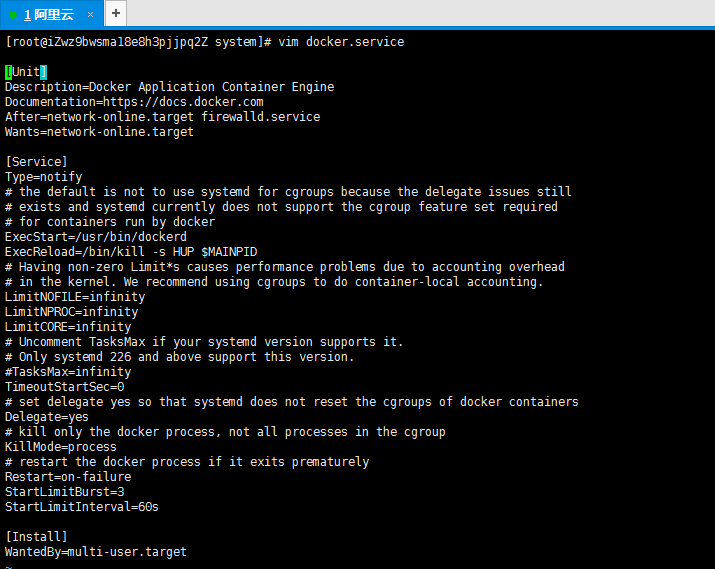 1 阿里云 × +
[root@iZwz9bwsma18e8h3pjjpq2Z system]# vim docker.service
[Unit]
Description=Docker Application Container Engine
Documentation=https://docs.docker.com
After=network-online.target firewalld.service
Wants=network-online.target
[Service]
Type=notify
# the default is not to use systemd for cgroups because the delegate issues still
# exists and systemd currently does not support the cgroup feature set required
# for containers run by docker
ExecStart=/usr/bin/dockerd
ExecReload=/bin/kill -s HUP $MAINPID
# Having non-zero Limit*s causes performance problems due to accounting overhead
# in the kernel. We recommend using cgroups to do container-local accounting.
LimitNOFILE=infinity
LimitNPROC=infinity
LimitCORE=infinity
# Uncomment TasksMax if your systemd version supports it.
# Only systemd 226 and above support this version.
#TasksMax=infinity
TimeoutStartSec=0
# set delegate yes so that systemd does not reset the cgroups of docker containers
Delegate=yes
# kill only the docker process, not all processes in the cgroup
KillMode=process
# restart the docker process if it exits prematurely
Restart=on-failure
StartLimitBurst=3
StartLimitInterval=60s
[Install]
WantedBy=multi-user.target
~